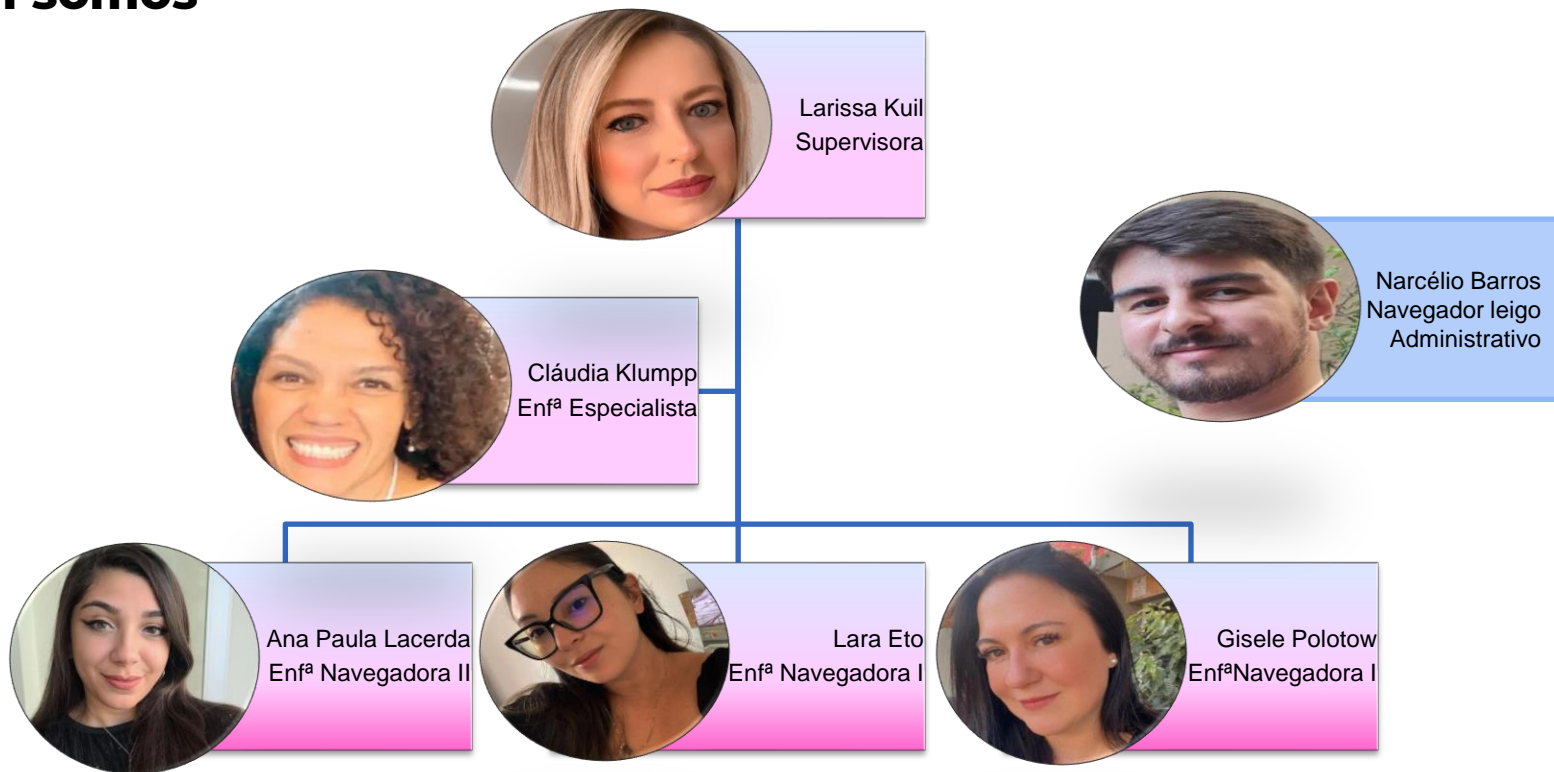 somos
Larissa Kuil
Supervisora
Narcélio Barros
Navegador leigo
Administrativo
Cláudia Klumpp
Enfª Especialista
Ana Paula Lacerda
Enfª Navegadora II
Lara Eto
Enfª Navegadora I
Gisele Polotow
EnfªNavegadora I